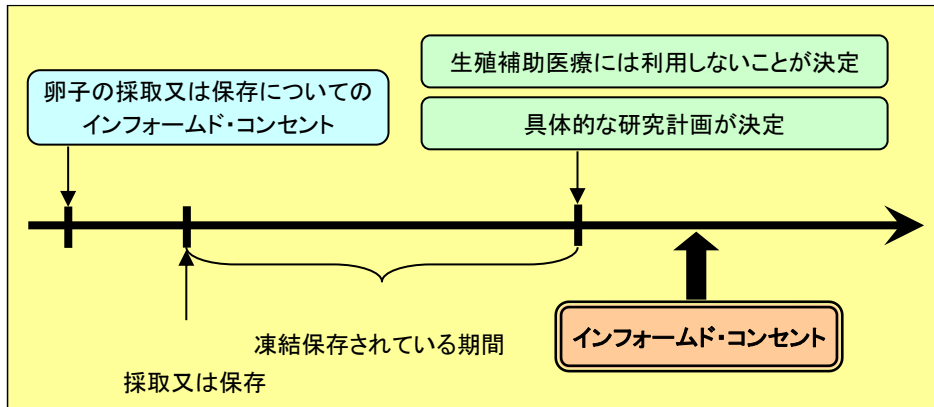 生殖補助医療には利用しないことが決定
卵子の採取又は保存についての
インフォームド・コンセント
具体的な研究計画が決定
インフォームド・コンセント
凍結保存されている期間
採取又は保存